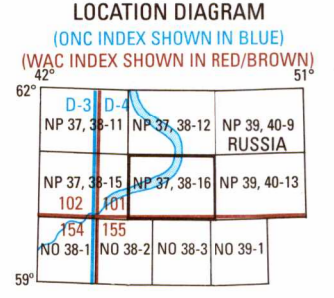 LOCATION DIAGRAM
(ONC INDEX SHOWN IN BLUE)
(WAC INDEX SHOWN IN RED/BROWN)
42° 51°
62°
D-3 D-4
NP 37, 38-11 NP 37, 38-12 NP 39, 40-9
RUSSIA
NP 37, 38-15 NP 37, 38-16 NP 39, 40-13
102 101
154 155
NO 38-1 NO 38-2 NO 38-3 NO 39-1
59°